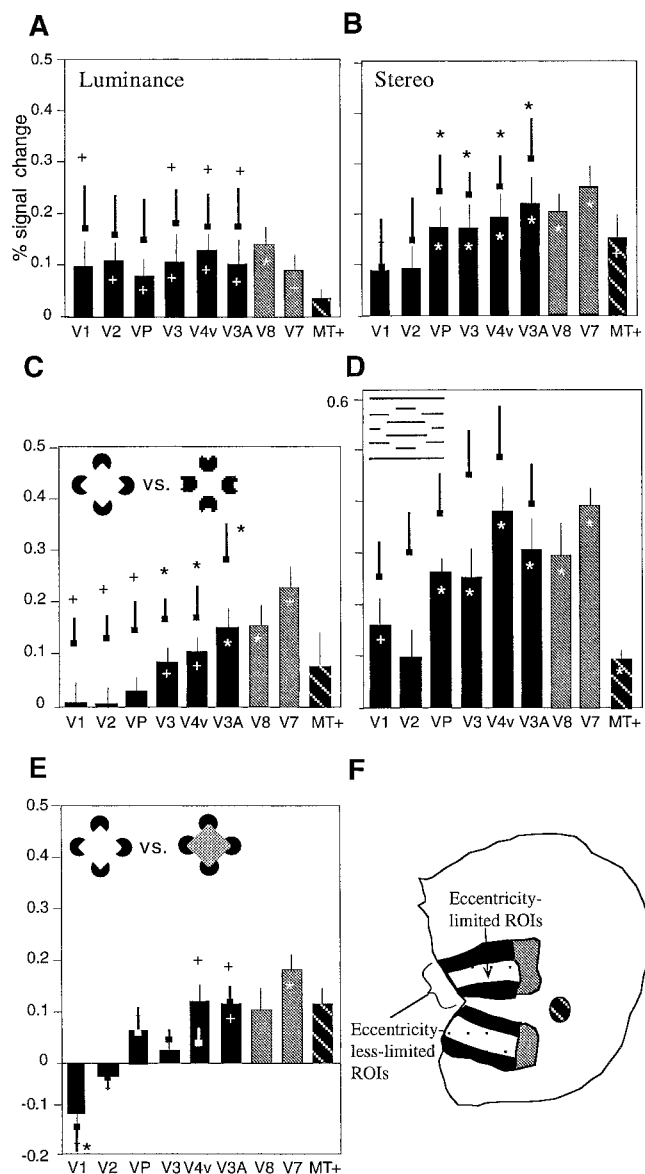 A
B
0.5
Luminance
Stereo
0.4
0.3
0.2
0.1
0
% signal change
V1 V2 VP V3 V4v V3A V8 V7 MT+
V1 V2 VP V3 V4v V3A V8 V7 MT+
C
D
0.6
0.5
vs.
0.4
0.3
0.2
0.1
0
V1 V2 VP V3 V4v V3A V8 V7 MT+
V1 V2 VP V3 V4v V3A V8 V7 MT+
E
F
0.5
vs.
0.4
0.3
0.2
0.1
0
-0.1
-0.2
V1 V2 VP V3 V4v V3A V8 V7 MT+
Eccentricity-
limited ROIs
Eccentricity-
less-limited
ROIs